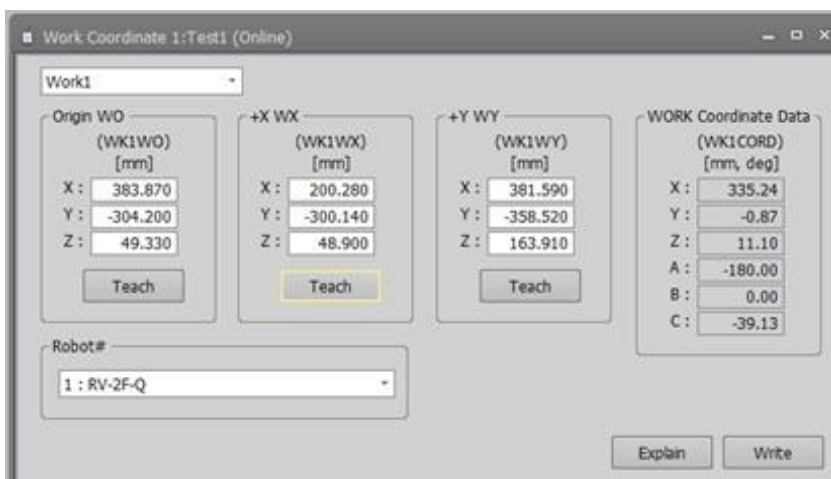 Work Coordinate 1:Test1 (Online)
Work1
Origin WO
(WK1WO)
[mm]
X : 383.870
Y : -304.200
Z : 49.330
Teach
+X WX
(WK1WX)
[mm]
X : 200.280
Y : -300.140
Z : 48.900
Teach
+Y WY
(WK1WY)
[mm]
X : 381.590
Y : -358.520
Z : 163.910
Teach
WORK Coordinate Data
(WK1CORD)
[mm, deg]
X : 335.24
Y : -0.87
Z : 11.10
A : -180.00
B : 0.00
C : -39.13
Robot#
1 : RV-2F-Q
Explain
Write